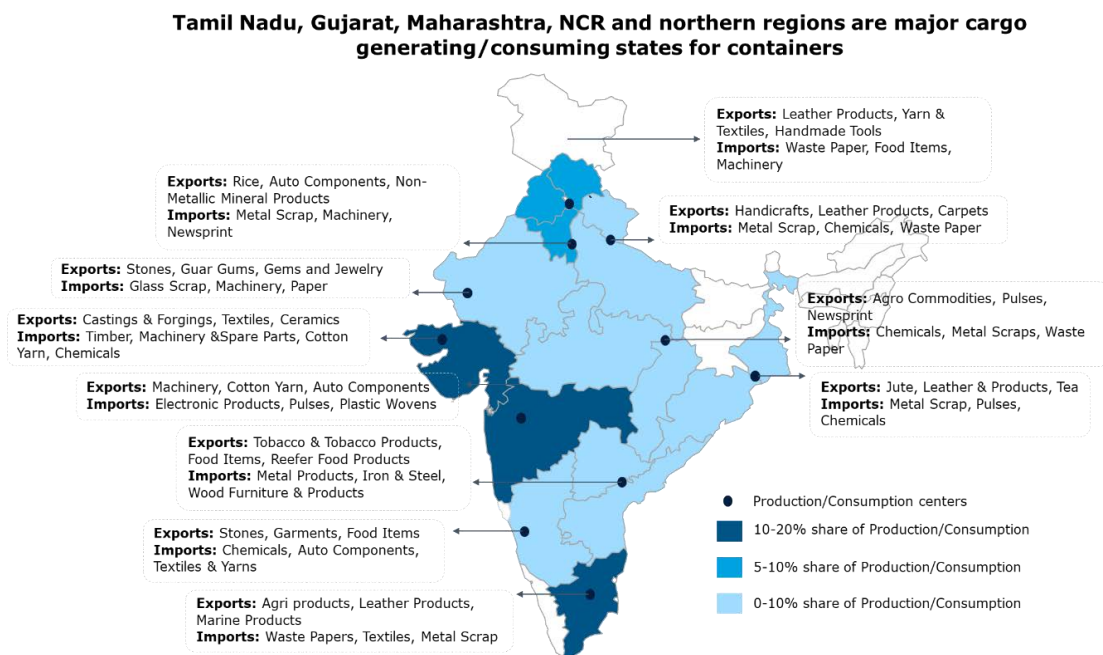 Tamil Nadu, Gujarat, Maharashtra, NCR and northern regions are major cargo
generating/consuming states for containers
Exports: Leather Products, Yarn &
Textiles, Handmade Tools
Imports: Waste Paper, Food Items,
Machinery
Exports: Rice, Auto Components, Non-
Metallic Mineral Products
Imports: Metal Scrap, Machinery,
Newsprint
Exports: Handicrafts, Leather Products, Carpets
Imports: Metal Scrap, Chemicals, Waste Paper
Exports: Stones, Guar Gums, Gems and Jewelry
Imports: Glass Scrap, Machinery, Paper
Exports: Agro Commodities, Pulses,
Newsprint
Imports: Chemicals, Metal Scraps, Waste
Paper
Exports: Castings & Forgings, Textiles, Ceramics
Imports: Timber, Machinery &Spare Parts, Cotton
Yarn, Chemicals
Exports: Machinery, Cotton Yarn, Auto Components
Imports: Electronic Products, Pulses, Plastic Wovens
Exports: Jute, Leather & Products, Tea
Imports: Metal Scrap, Pulses,
Chemicals
Exports: Tobacco & Tobacco Products,
Food Items, Reefer Food Products
Imports: Metal Products, Iron & Steel,
Wood Furniture & Products
Exports: Stones, Garments, Food Items
Imports: Chemicals, Auto Components,
Textiles & Yarns
Exports: Agri products, Leather Products,
Marine Products
Imports: Waste Papers, Textiles, Metal Scrap
Production/Consumption centers
10-20% share of Production/Consumption
5-10% share of Production/Consumption
0-10% share of Production/Consumption